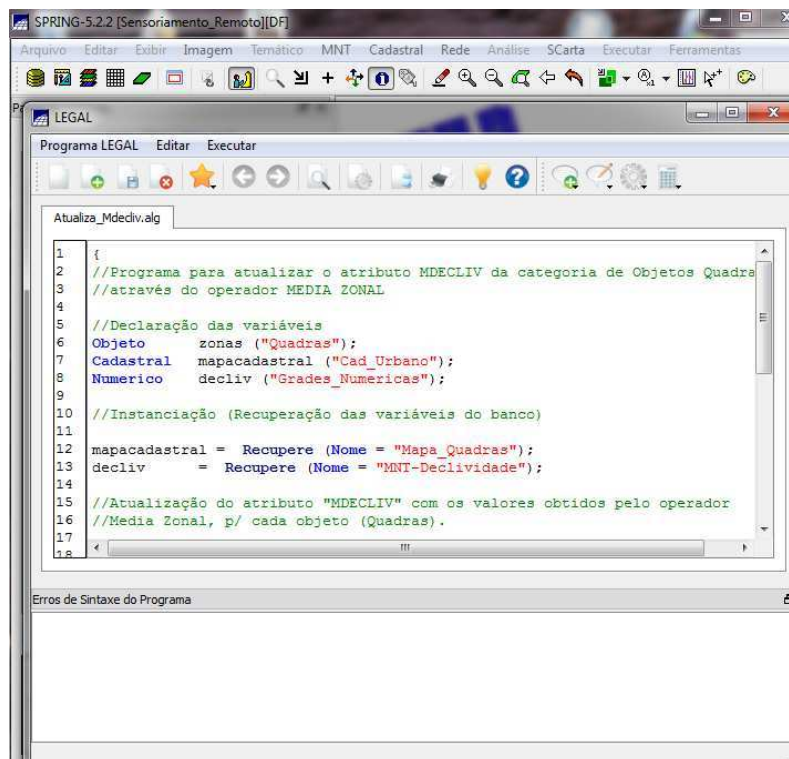 SPRING-5.2.2 [Sensoriamento_Remoto][DF]
Arquivo Editar Exibir Imagem Temático MNT Cadastral Rede Análise SCarta Executar Ferramentas
LEGAL
Programa LEGAL Editar Executar
Atualiza_Mdecliv.alg
1 {
2 //Programa para atualizar o atributo MDECLIV da categoria de Objetos Quadra
3 //através do operador MEDIA ZONAL
4
5 //Declaração das variáveis
6 Objeto zonas ("Quadras");
7 Cadastral mapacadastral ("Cad_Urbano");
8 Numerico decliv ("Grades_Numericas");
9
10 //Instanciação (Recuperação das variáveis do banco)
11
12 mapacadastral = Recupere (Nome = "Mapa_Quadras");
13 decliv = Recupere (Nome = "MNT-Declividade");
14
15 //Atualização do atributo "MDECLIV" com os valores obtidos pelo operador
16 //Media Zonal, p/ cada objeto (Quadras).
17
18
Erros de Sintaxe do Programa